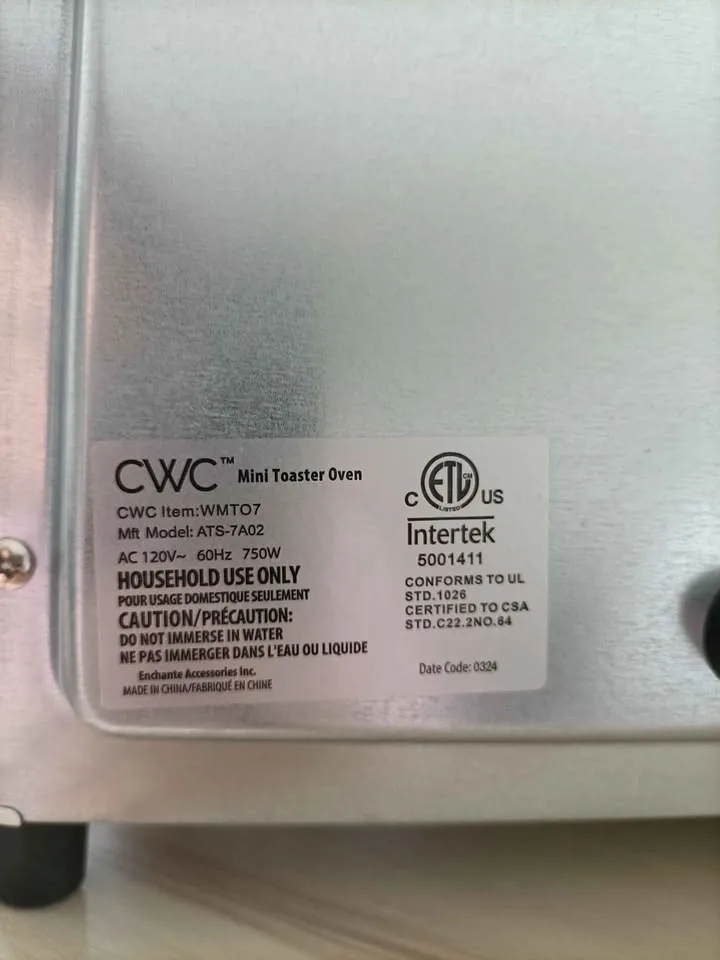 CWC™ Mini Toaster Oven
CWC Item:WMTO7
Mft Model: ATS-7A02
AC 120V~ 60Hz 750W
HOUSEHOLD USE ONLY
POUR USAGE DOMESTIQUE SEULEMENT
CAUTION/PRÉCAUTION:
DO NOT IMMERSE IN WATER
NE PAS IMMERGER DANS L'EAU OU LIQUIDE
Enchante Accessories Inc.
MADE IN CHINA/FABRIQUÉ EN CHINE
C ETL CM US
LISTED
Intertek
5001411
CONFORMS TO UL
STD.1026
CERTIFIED TO CSA
STD.C22.2NO.64
Date Code: 0324